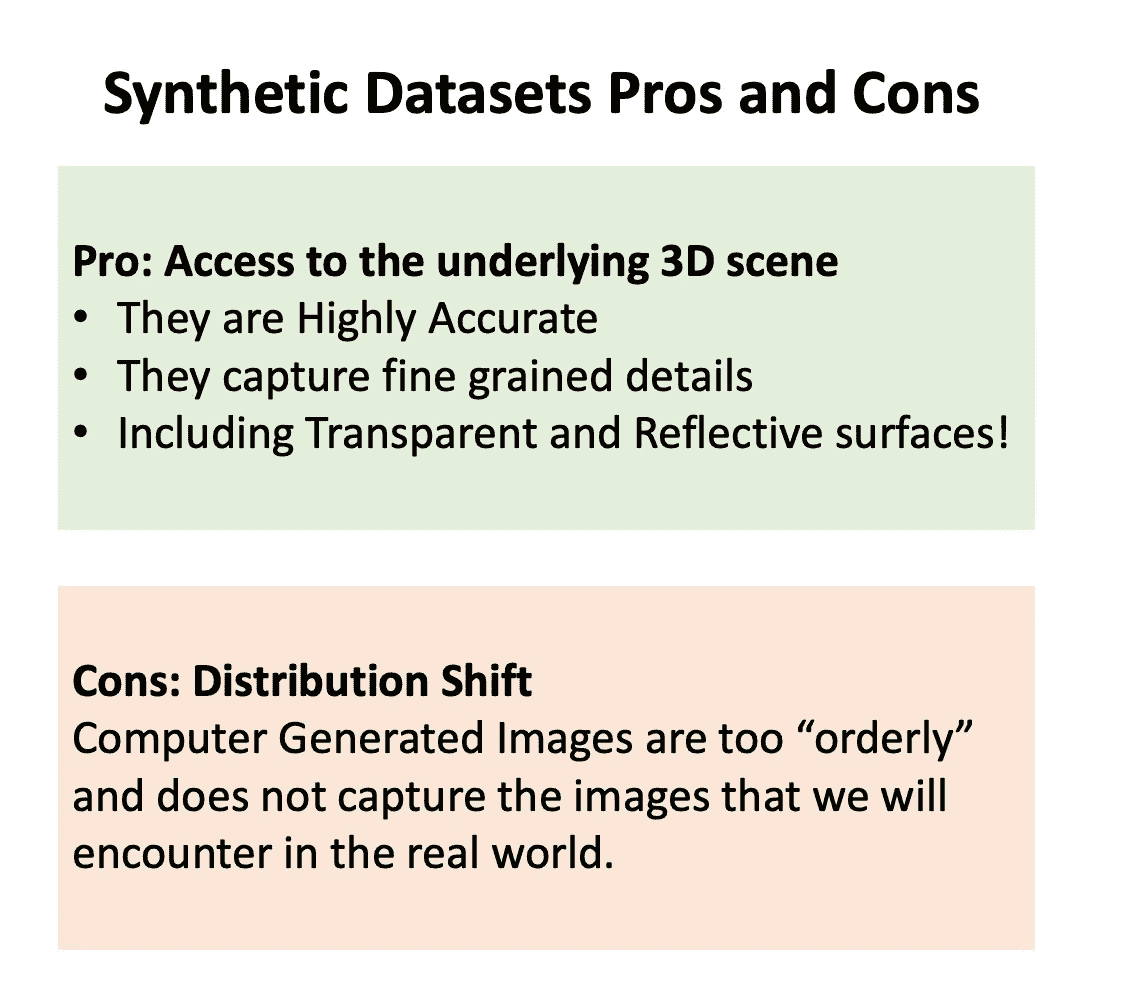 Synthetic Datasets Pros and Cons
Pro: Access to the underlying 3D scene
• They are Highly Accurate
• They capture fine grained details
• Including Transparent and Reflective surfaces!
Cons: Distribution Shift
Computer Generated Images are too “orderly”
and does not capture the images that we will
encounter in the real world.